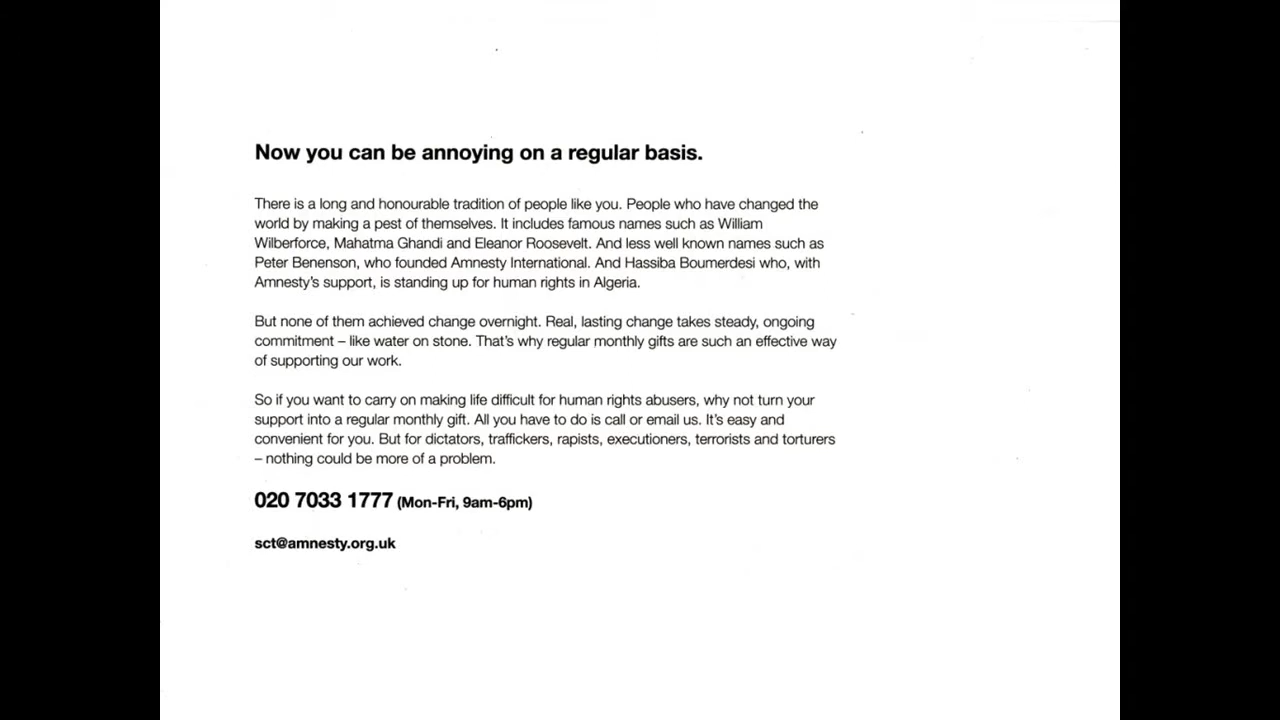 Now you can be annoying on a regular basis.
There is a long and honourable tradition of people like you. People who have changed the
world by making a pest of themselves. It includes famous names such as William
Wilberforce, Mahatma Ghandi and Eleanor Roosevelt. And less well known names such as
Peter Benenson, who founded Amnesty International. And Hassiba Boumerdesi who, with
Amnesty's support, is standing up for human rights in Algeria.
But none of them achieved change overnight. Real, lasting change takes steady, ongoing
commitment – like water on stone. That's why regular monthly gifts are such an effective way
of supporting our work.
So if you want to carry on making life difficult for human rights abusers, why not turn your
support into a regular monthly gift. All you have to do is call or email us. It's easy and
convenient for you. But for dictators, traffickers, rapists, executioners, terrorists and torturers
– nothing could be more of a problem.
020 7033 1777 (Mon-Fri, 9am-6pm)
sct@amnesty.org.uk